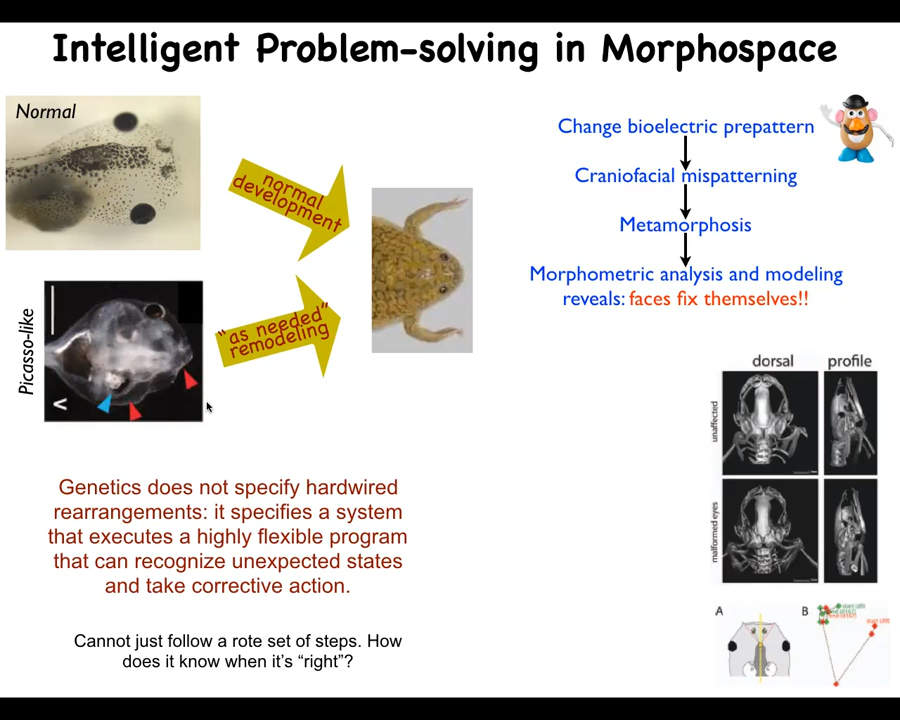 Intelligent Problem-solving in Morphospace
Normal
normal
development
Picasso-like
"as needed"
remodeling
<
Change bioelectric prepattern
Craniofacial mispatterning
Metamorphosis
Morphometric analysis and modeling
reveals: faces fix themselves!!
Genetics does not specify hardwired
rearrangements: it specifies a system
that executes a highly flexible program
that can recognize unexpected states
and take corrective action.
Cannot just follow a rote set of steps. How
does it know when it's "right"?
dorsal profile
unaffected
malformed eyes
A B